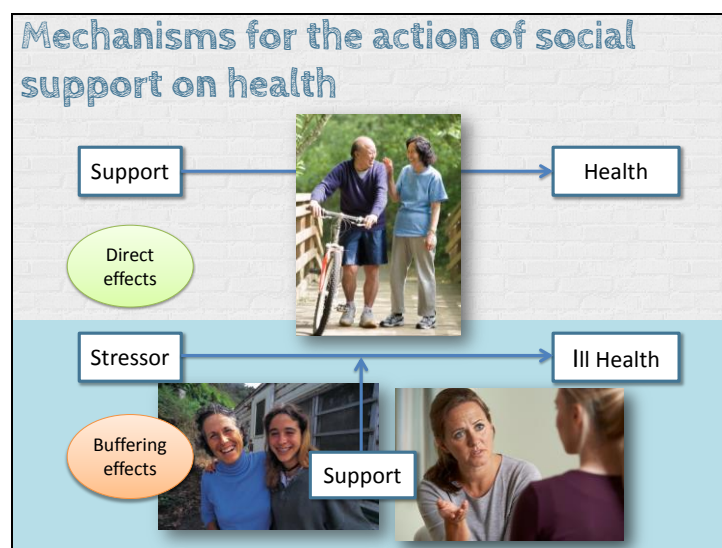 Mechanisms for the action of social
support on health
Support
Health
Direct
effects
Stressor
Ill Health
Buffering
effects
Support